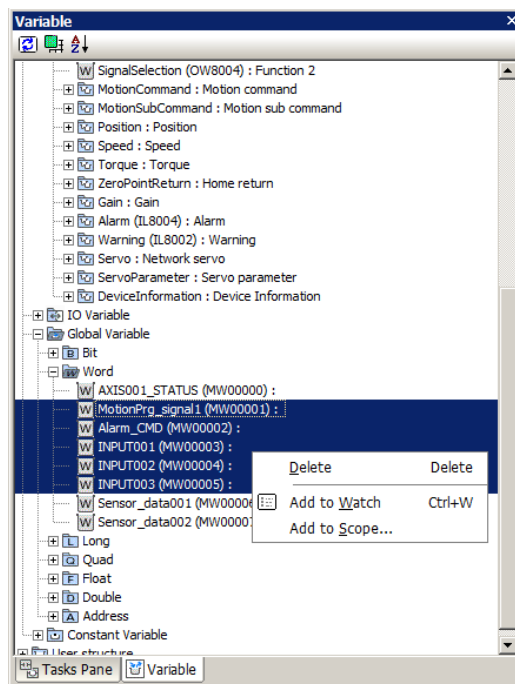 Variable
SignalSelection (OW8004) : Function 2
MotionCommand : Motion command
MotionSubCommand : Motion sub command
Position : Position
Speed : Speed
Torque : Torque
ZeroPointReturn : Home return
Gain : Gain
Alarm (IL8004) : Alarm
Warning (IL8002) : Warning
Servo : Network servo
ServoParameter : Servo parameter
DeviceInformation : Device Information
IO Variable
Global Variable
B Bit
W Word
W AXIS001_STATUS (MW00000) :
W MotionPrg_signal1 (MW00001) :
W Alarm_CMD (MW00002) :
W INPUT001 (MW00003) :
W INPUT002 (MW00004) :
W INPUT003 (MW00005) :
W Sensor_data001 (MW00006
W Sensor_data002 (MW00007
L Long
Q Quad
F Float
D Double
A Address
Constant Variable
User structure
Delete Delete
Add to Watch Ctrl+W
Add to Scope...
Tasks Pane Variable